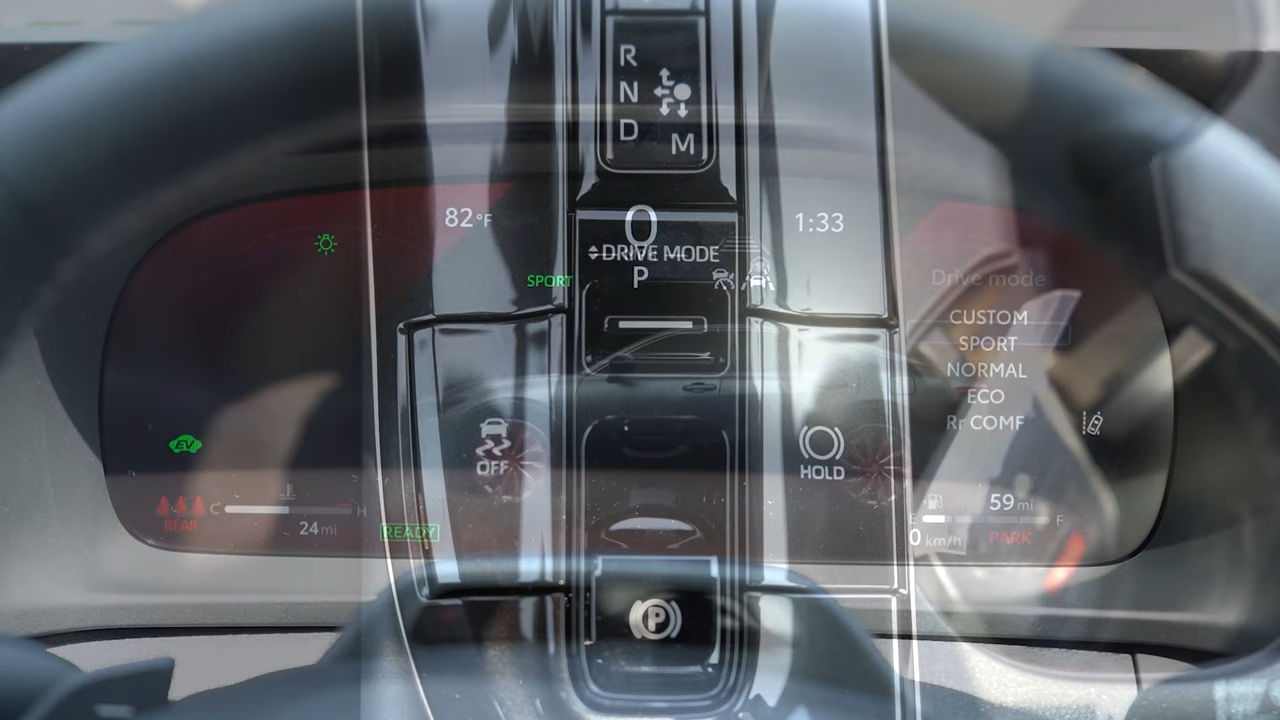 R
N
D
M
82°F
0
1:33
DRIVE MODE
SPORT
P
Drive mode
CUSTOM
SPORT
NORMAL
ECO
Rr COMF
EV
OFF
HOLD
REAR
C
H
24 mi
READY
59 mi
E
F
0 km/h
PARK
P